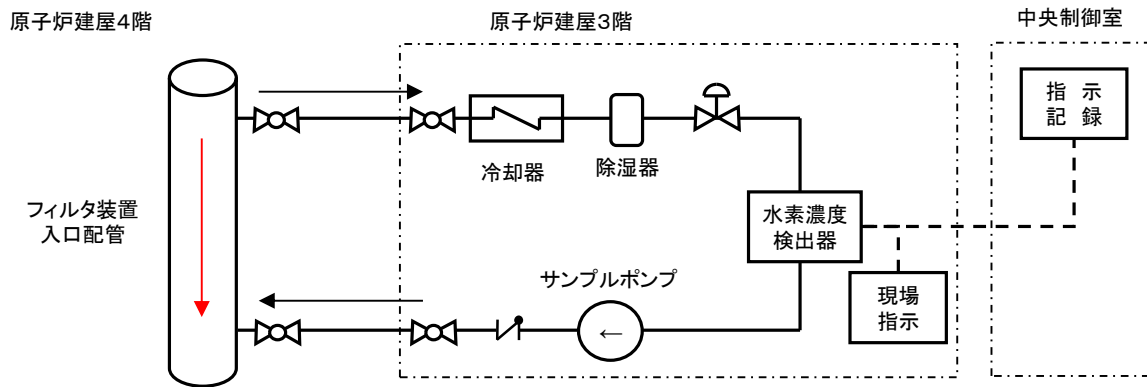 原子炉建屋4階
原子炉建屋3階
中央制御室
指 示
記 録
冷却器
除湿器
フィルタ装置
入口配管
水素濃度
検出器
サンプルポンプ
現場
指示
←